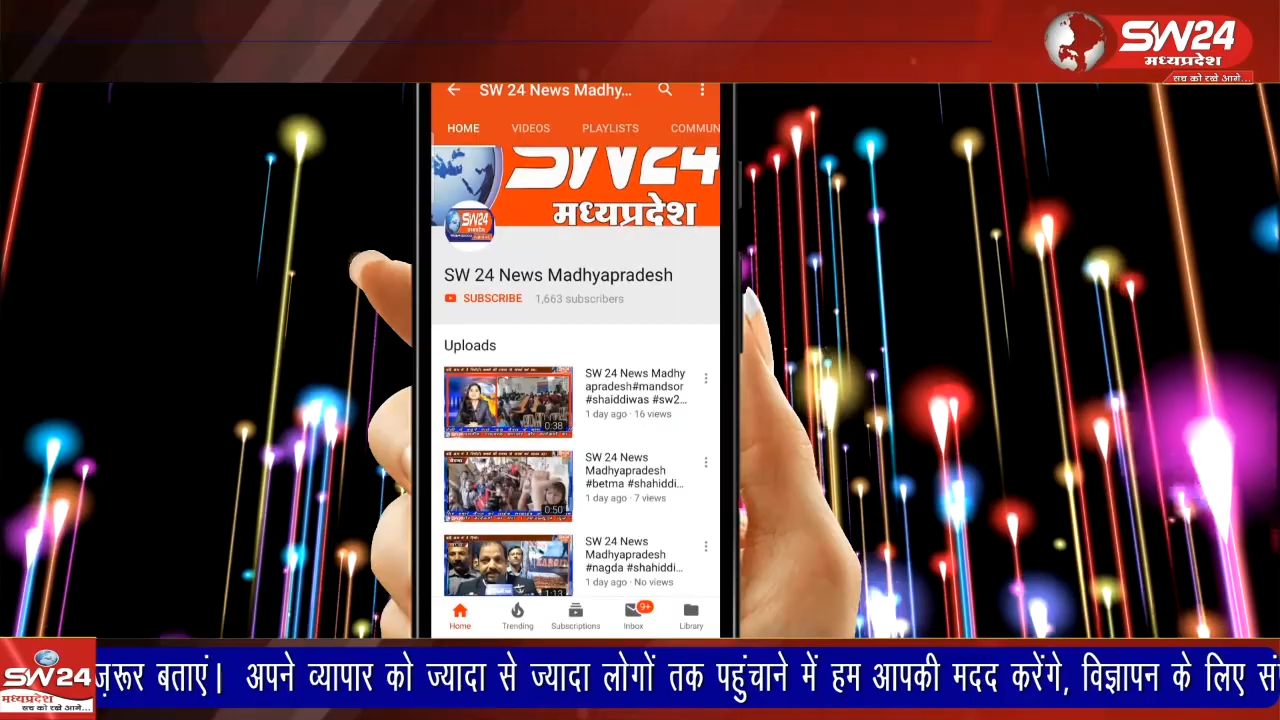 SW24
मध्यप्रदेश
सच को रखे आगे...
SW 24 News Madhy...
HOME VIDEOS PLAYLISTS COMMUN
SW24
मध्यप्रदेश
SW24
SW 24 News Madhyapradesh
SUBSCRIBE 1,663 subscribers
Uploads
SW 24 News Madhy
apradesh#mandsor
#shaiddiwas #sw2...
1 day ago · 16 views
0:38
SW 24 News
Madhyapradesh
#betma #shahiddi...
1 day ago · 7 views
0:50
SW 24 News
Madhyapradesh
#nagda #shahiddi...
1 day ago · No views
1:13
9+
Home Trending Subscriptions Inbox Library
SW24
मध्यप्रदेश
सच को रखे आगे...
ज़रूर बताएं। अपने व्यापार को ज्यादा से ज्यादा लोगों तक पहुंचाने में हम आपकी मदद करेंगे, विज्ञापन के लिए सं